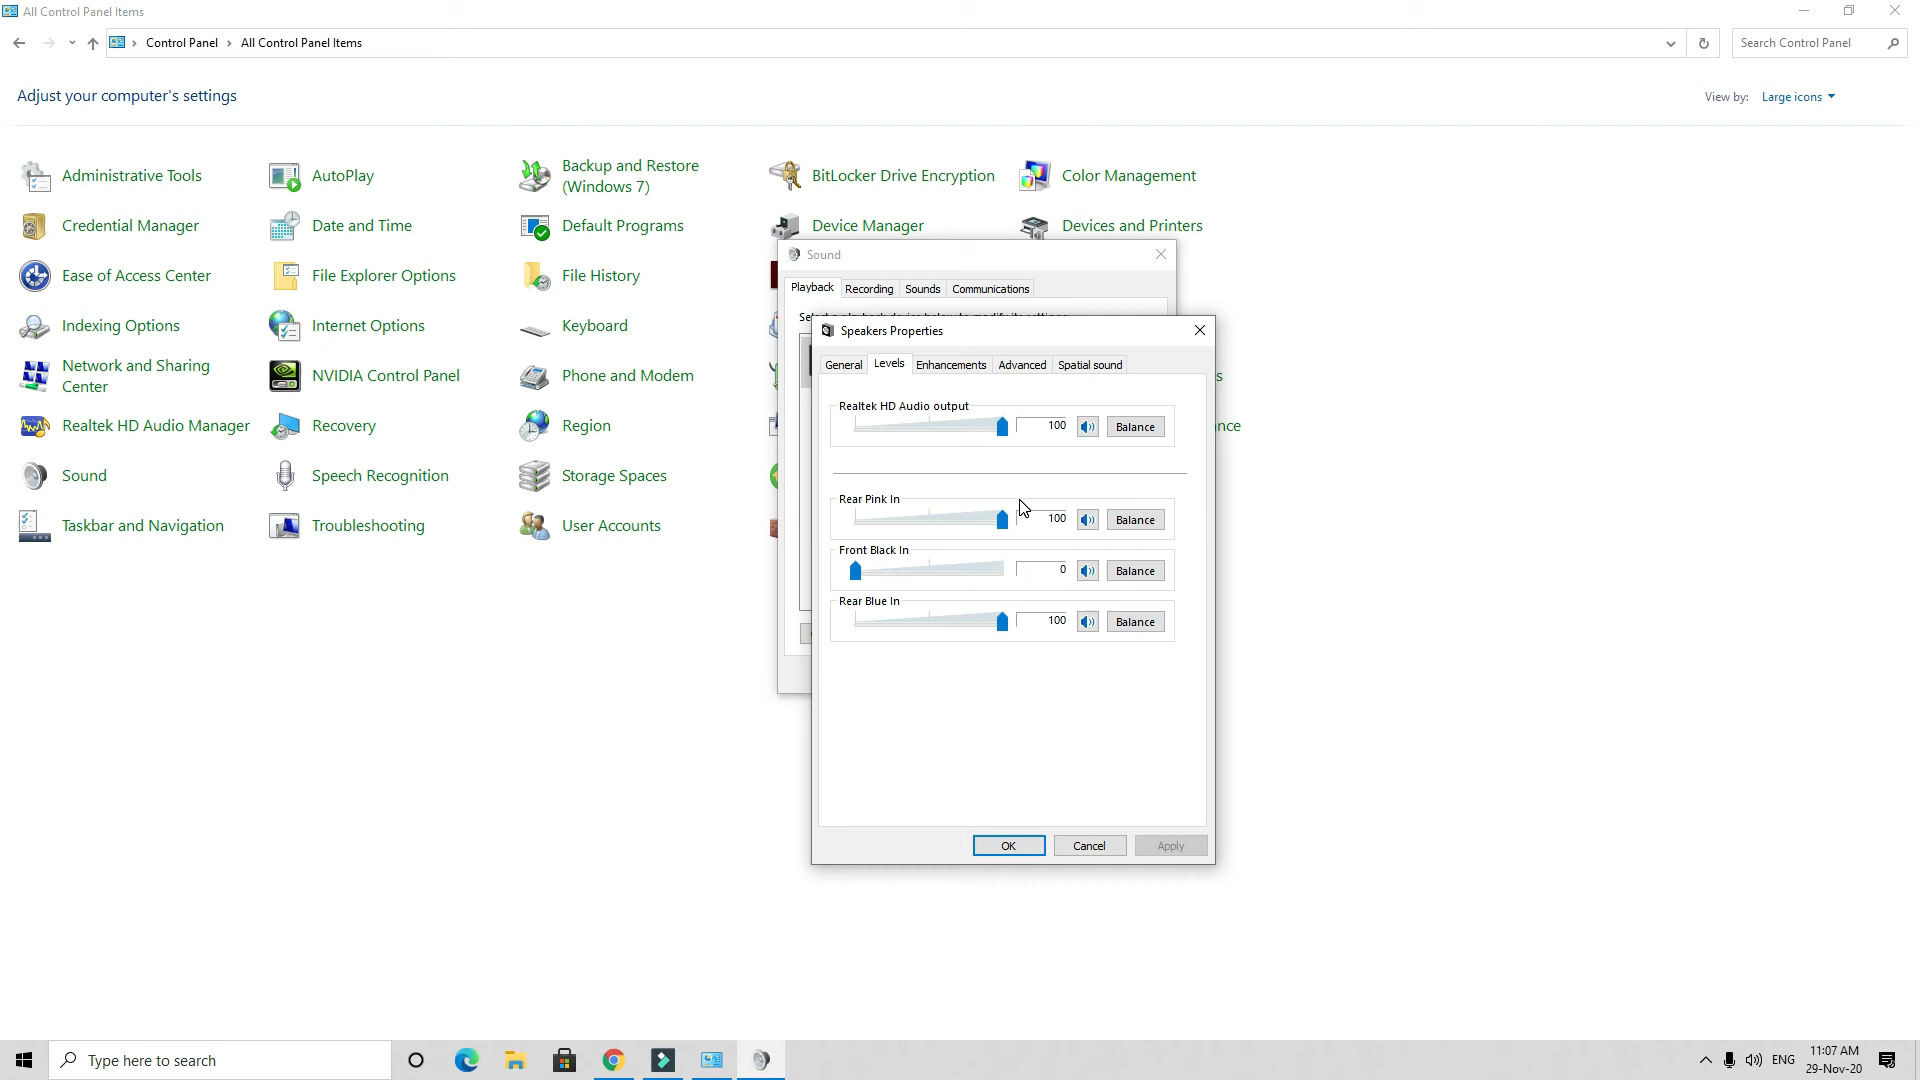 All Control Panel Items
Control Panel > All Control Panel Items
Search Control Panel
Adjust your computer's settings
View by: Large icons
Administrative Tools
AutoPlay
Backup and Restore
(Windows 7)
BitLocker Drive Encryption
Color Management
Credential Manager
Date and Time
Default Programs
Device Manager
Devices and Printers
Ease of Access Center
File Explorer Options
File History
Indexing Options
Internet Options
Keyboard
Network and Sharing
Center
NVIDIA Control Panel
Phone and Modem
s
Realtek HD Audio Manager
Recovery
Region
nce
Sound
Speech Recognition
Storage Spaces
Taskbar and Navigation
Troubleshooting
User Accounts
Sound
Playback Recording Sounds Communications
Speakers Properties
General Levels Enhancements Advanced Spatial sound
Realtek HD Audio output
100 Balance
Rear Pink In
100 Balance
Front Black In
0 Balance
Rear Blue In
100 Balance
OK Cancel Apply
Type here to search
ENG
11:07 AM
29-Nov-20